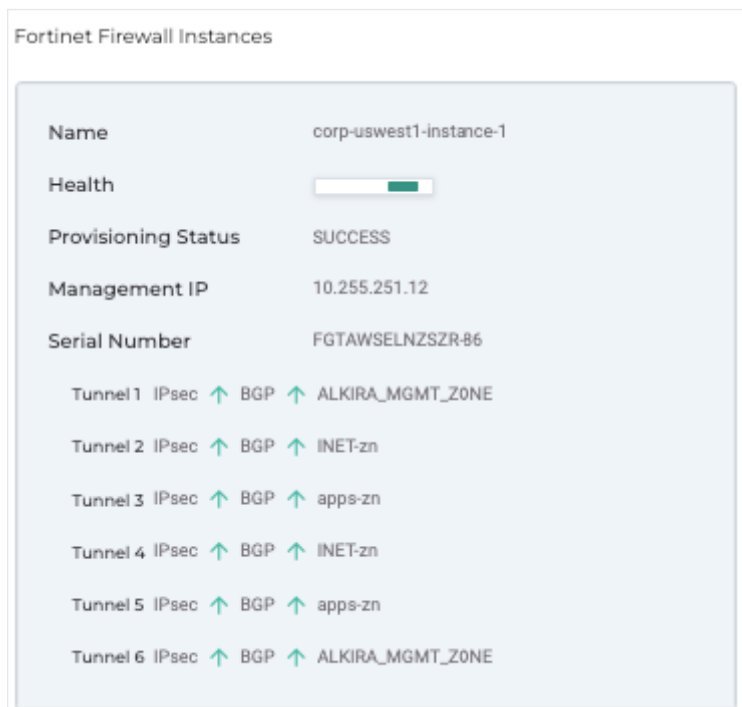 Fortinet Firewall Instances
Name corp-uswest1-instance-1
Health
Provisioning Status SUCCESS
Management IP 10.255.251.12
Serial Number FGTAWSELNZSZR-86
Tunnel 1 IPsec ↑ BGP ↑ ALKIRA_MGMT_Z0NE
Tunnel 2 IPsec ↑ BGP ↑ INET-zn
Tunnel 3 IPsec ↑ BGP ↑ apps-zn
Tunnel 4 IPsec ↑ BGP ↑ INET-zn
Tunnel 5 IPsec ↑ BGP ↑ apps-zn
Tunnel 6 IPsec ↑ BGP ↑ ALKIRA_MGMT_Z0NE